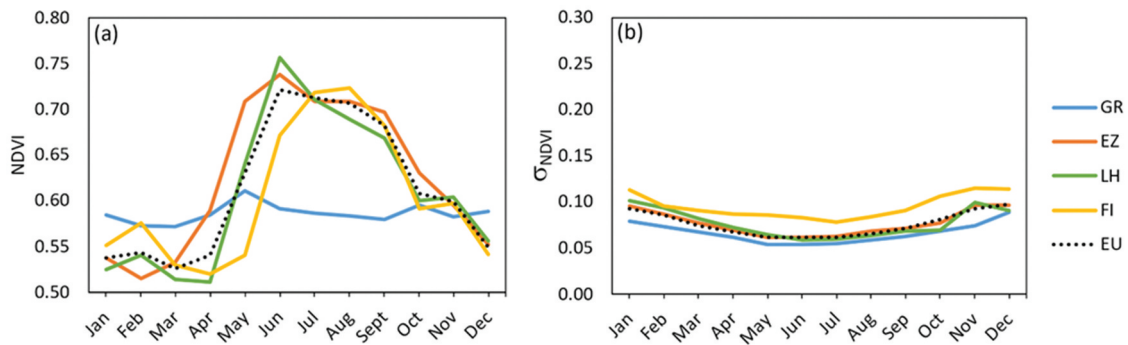 (a)
NDVI
0.80
0.75
0.70
0.65
0.60
0.55
0.50
Jan Feb Mar Apr May Jun Jul Aug Sept Oct Nov Dec
(b)
σNDVI
0.30
0.25
0.20
0.15
0.10
0.05
0.00
Jan Feb Mar Apr May Jun Jul Aug Sep Oct Nov Dec
GR
EZ
LH
FI
EU